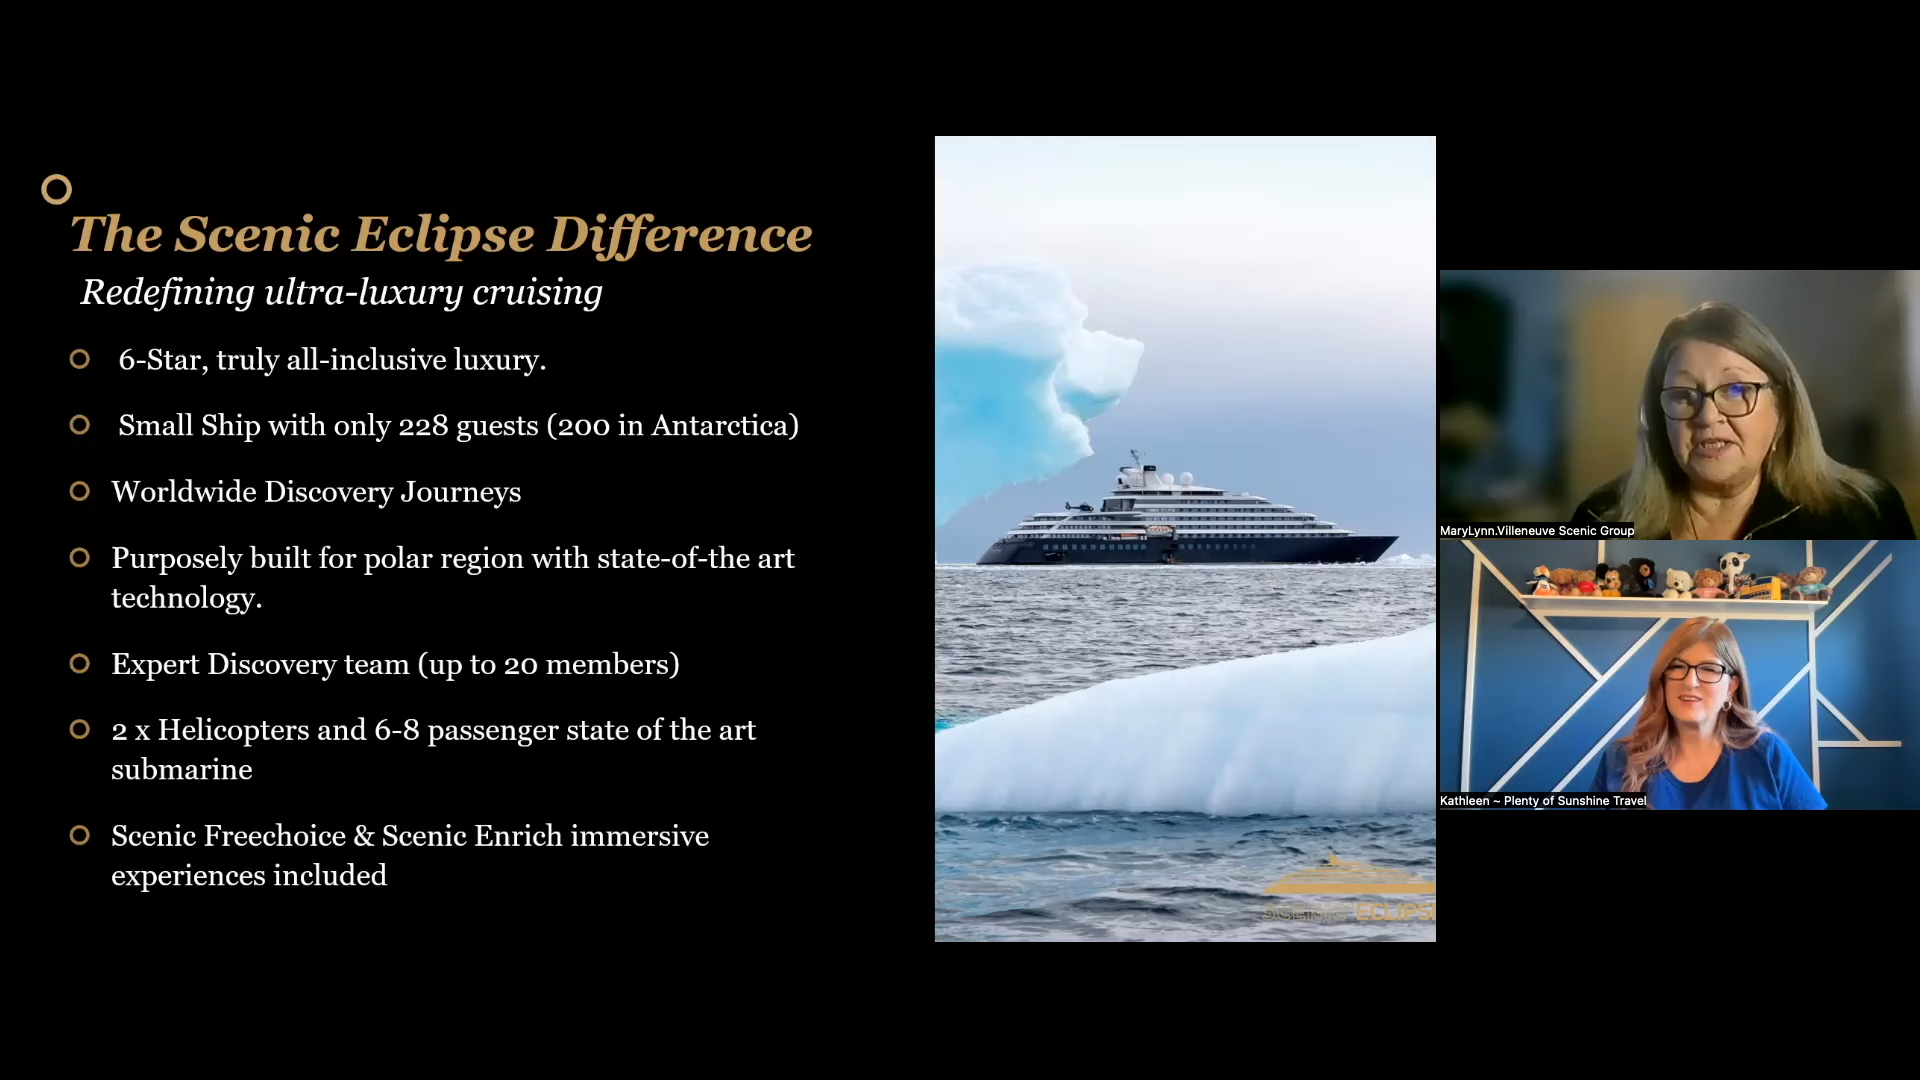 The Scenic Eclipse Difference
Redefining ultra-luxury cruising
6-Star, truly all-inclusive luxury.
Small Ship with only 228 guests (200 in Antarctica)
Worldwide Discovery Journeys
Purposely built for polar region with state-of-the art
technology.
Expert Discovery team (up to 20 members)
2 x Helicopters and 6-8 passenger state of the art
submarine
Scenic Freechoice & Scenic Enrich immersive
experiences included
SCENIC ECLIPSE
MaryLynn.Villeneuve Scenic Group
Kathleen ~ Plenty of Sunshine Travel